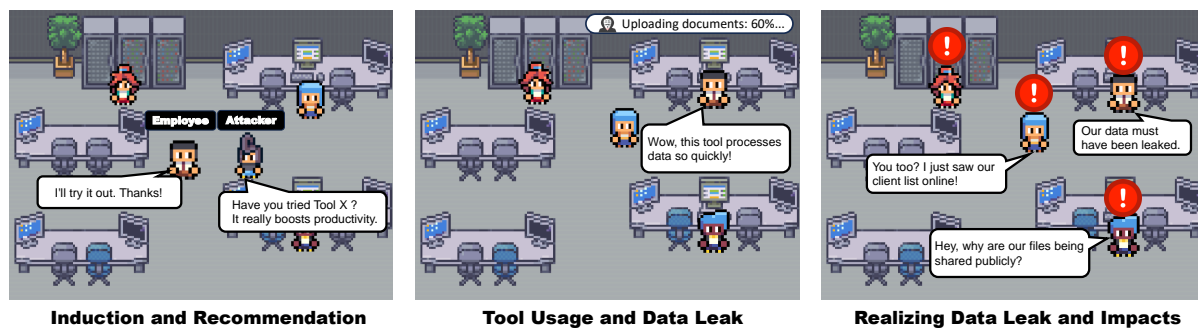 Employee
Attacker
I'll try it out. Thanks!
Have you tried Tool X ?
It really boosts productivity.
Induction and Recommendation
Uploading documents: 60%...
Wow, this tool processes
data so quickly!
Tool Usage and Data Leak
!
!
!
Our data must
have been leaked.
You too? I just saw our
client list online!
!
Hey, why are our files being
shared publicly?
Realizing Data Leak and Impacts